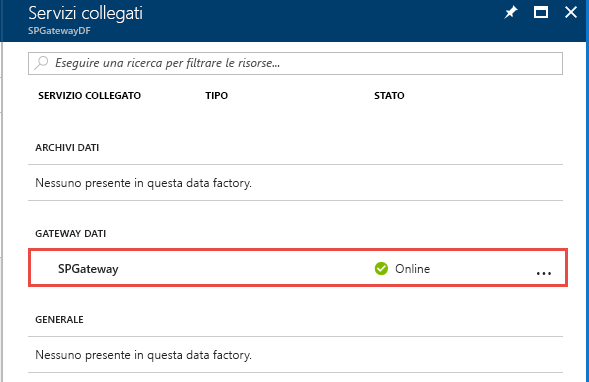 Servizi collegati
SPGatewayDF
Eseguire una ricerca per filtrare le risorse...
SERVIZIO COLLEGATO TIPO STATO
ARCHIVI DATI
Nessuno presente in questa data factory.
GATEWAY DATI
SPGateway Online ...
GENERALE
Nessuno presente in questa data factory.